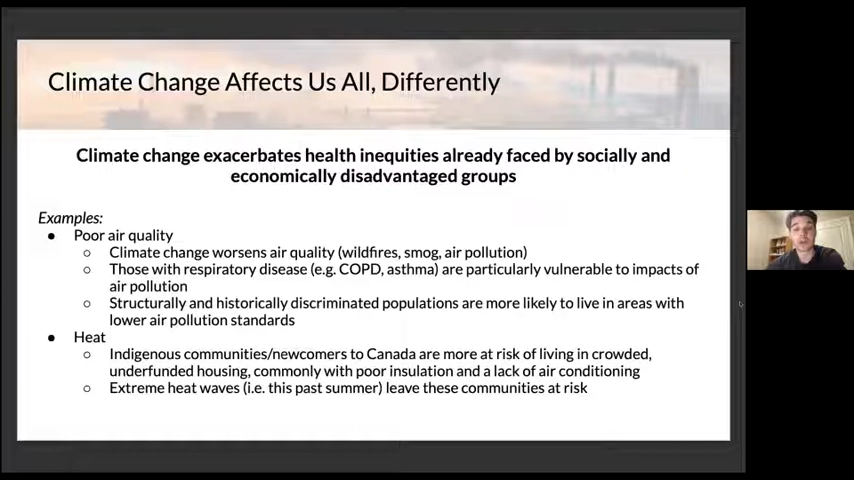 Climate Change Affects Us All, Differently
Climate change exacerbates health inequities already faced by socially and
economically disadvantaged groups
Examples:
● Poor air quality
○ Climate change worsens air quality (wildfires, smog, air pollution)
○ Those with respiratory disease (e.g. COPD, asthma) are particularly vulnerable to impacts of
air pollution
○ Structurally and historically discriminated populations are more likely to live in areas with
lower air pollution standards
● Heat
○ Indigenous communities/newcomers to Canada are more at risk of living in crowded,
underfunded housing, commonly with poor insulation and a lack of air conditioning
○ Extreme heat waves (i.e. this past summer) leave these communities at risk